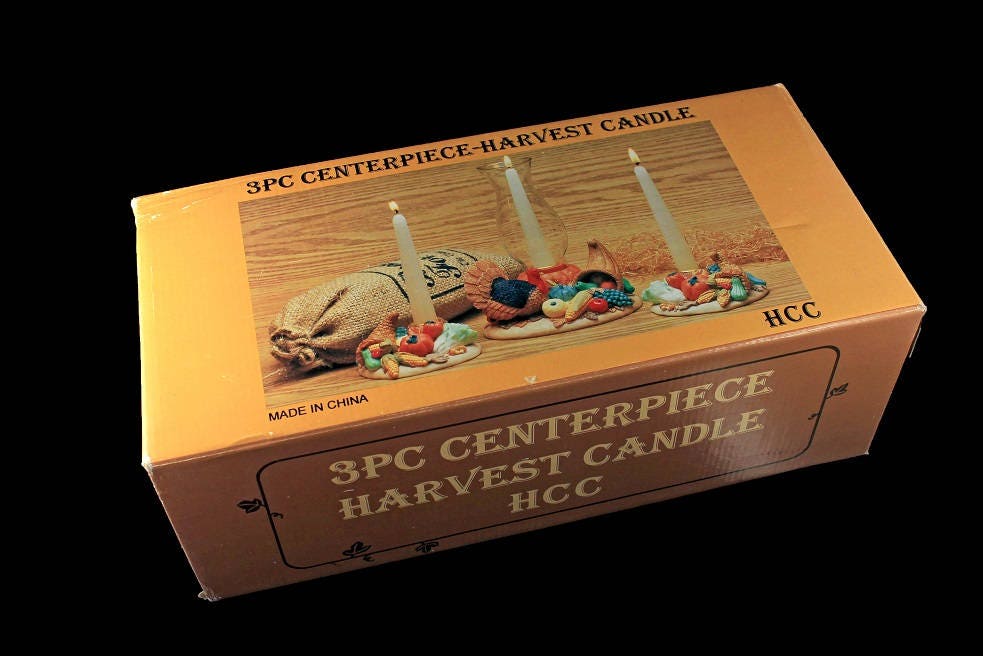 3PC CENTERPIECE-HARVEST CANDLE
HCC
MADE IN CHINA
3PC CENTERPIECE
HARVEST CANDLE
HCC